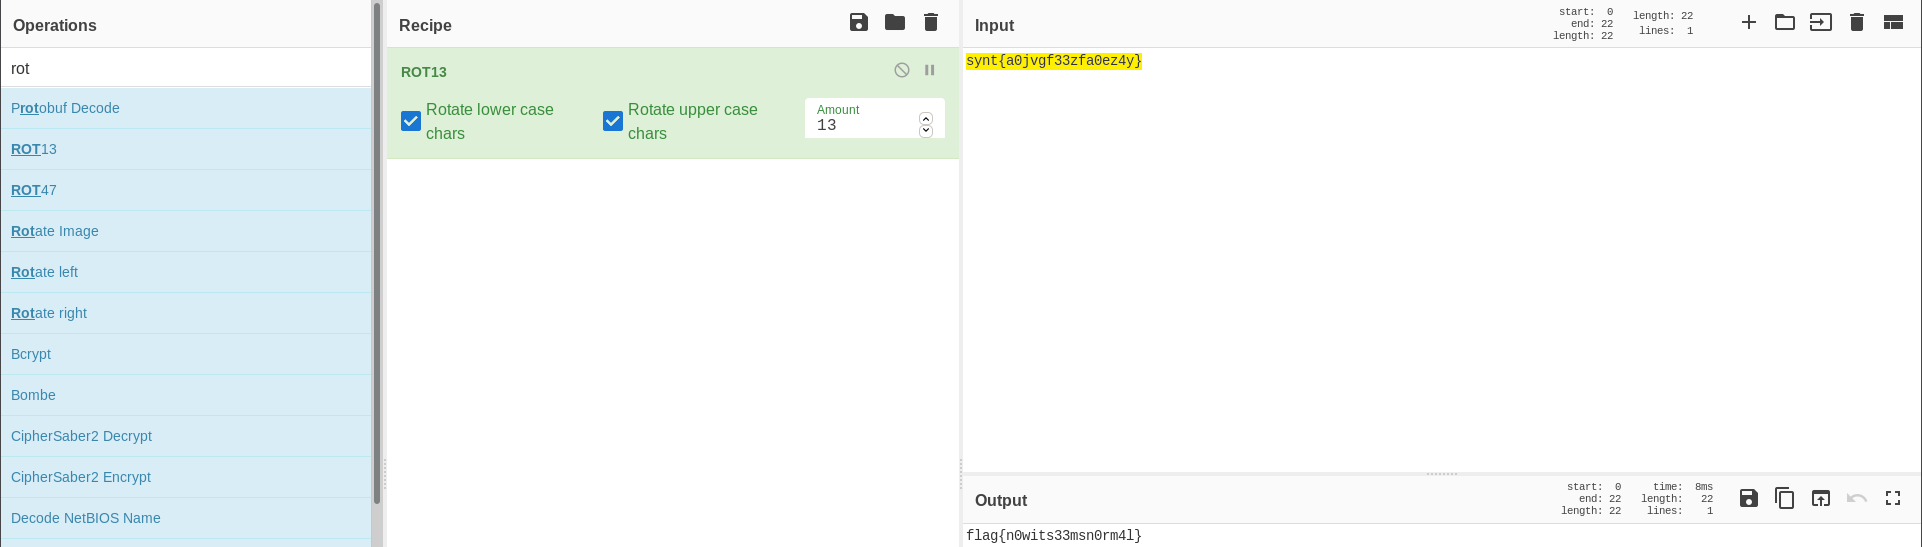 Operations
rot
Protobuf Decode
ROT13
ROT47
Rotate Image
Rotate left
Rotate right
Bcrypt
Bombe
CipherSaber2 Decrypt
CipherSaber2 Encrypt
Decode NetBIOS Name
Recipe
ROT13
Rotate lower case
chars
Rotate upper case
chars
Amount
13
Input
start: 0
end: 22
length: 22
length: 22
lines: 1
synt{a0jvgf33zfa0ez4y}
Output
start: 0
end: 22
length: 22
time: 8ms
length: 22
lines: 1
flag{n0wits33msn0rm4l}